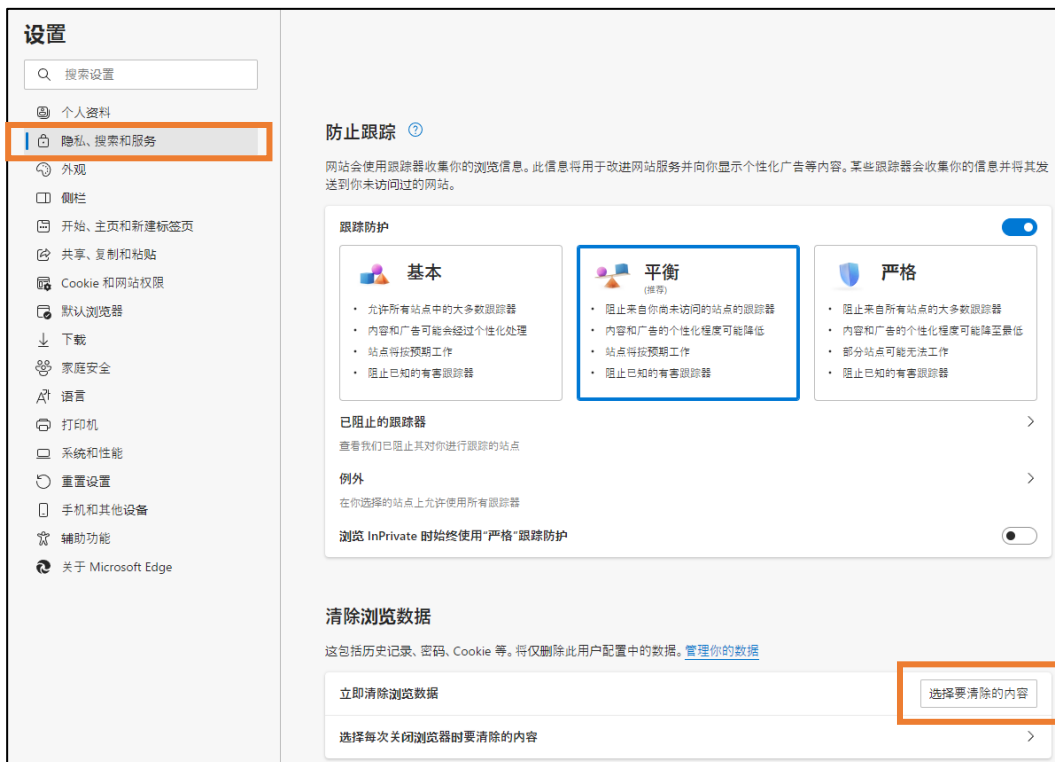 设置
搜索设置
个人资料
隐私、搜索和服务
外观
侧栏
开始、主页和新建标签页
共享、复制和粘贴
Cookie 和网站权限
默认浏览器
下载
家庭安全
语言
打印机
系统和性能
重置设置
手机和其他设备
辅助功能
关于 Microsoft Edge
防止跟踪
网站会使用跟踪器收集你的浏览信息。此信息将用于改进网站服务并向你显示个性化广告等内容。某些跟踪器会收集你的信息并将其发
送到你未访问过的网站。
跟踪防护
基本
• 允许所有站点中的大多数跟踪器
• 内容和广告可能会经过个性化处理
• 站点将按预期工作
• 阻止已知的有害跟踪器
平衡
(推荐)
• 阻止来自你尚未访问的站点的跟踪器
• 内容和广告的个性化程度可能降低
• 站点将按预期工作
• 阻止已知的有害跟踪器
严格
• 阻止来自所有站点的大多数跟踪器
• 内容和广告的个性化程度可能降至最低
• 部分站点可能无法工作
• 阻止已知的有害跟踪器
已阻止的跟踪器
查看我们已阻止其对你进行跟踪的站点
例外
在你选择的站点上允许使用所有跟踪器
浏览 InPrivate 时始终使用“严格”跟踪防护
清除浏览数据
这包括历史记录、密码、Cookie 等。将仅删除此用户配置中的数据。管理你的数据
立即清除浏览数据
选择要清除的内容
选择每次关闭浏览器时要清除的内容